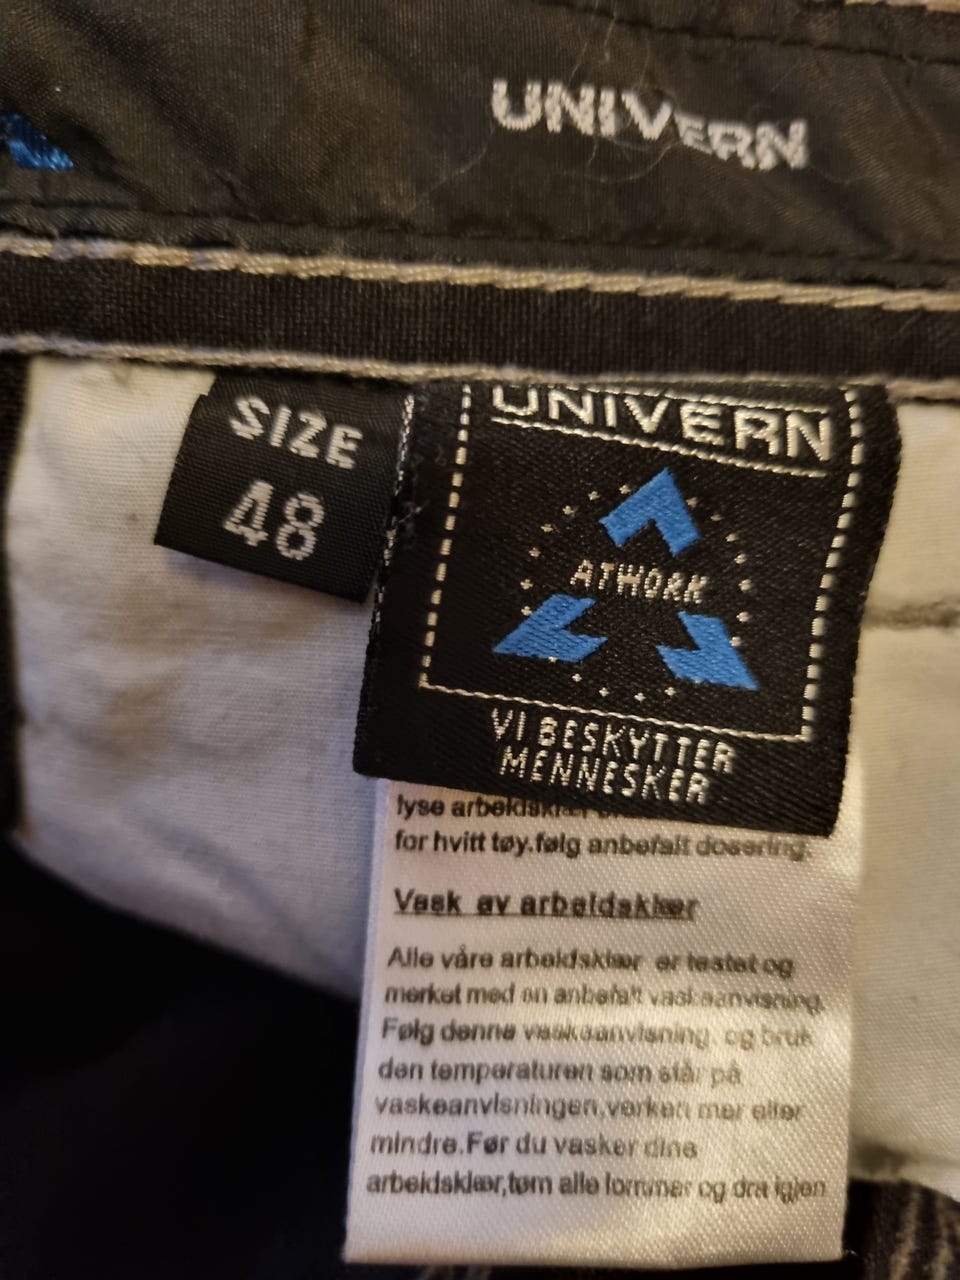 UNIVERN
SIZE
48
UNIVERN
ATWORK
VI BESKYTTER
MENNESKER
lyse arbeidsklær
for hvitt tøy.følg anbefalt dosering.
Vask av arbeidsklær
Alle våre arbeidsklær er testet og
merket med en anbefalt vaskeanvisning.
Følg denne vaskeanvisning, og bruk
den temperaturen som står på
vaskeanvisningen,verken mer eller
mindre.Før du vasker dine
arbeidsklær,tøm alle lommer og dra igjen